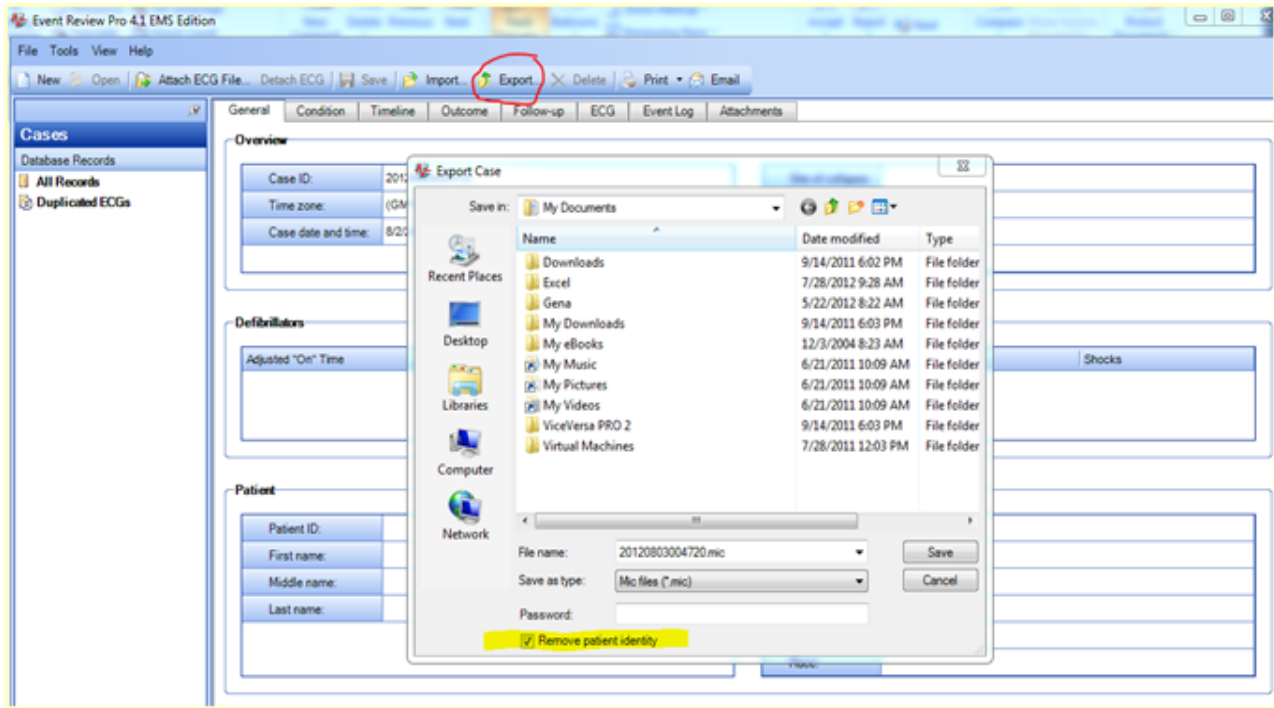 Event Review Pro 4.1 EMS Edition
File Tools View Help
New Open Attach ECG File... Detach ECG Save Import... Export... Delete Print Email
General Condition Timeline Outcome Follow-up ECG Event Log Attachments
Cases
Database Records
All Records
Duplicated ECGs
Overview
Case ID: 2012
Time zone: (GM
Case date and time: 8/2/2
Defibrillators
Adjusted "On" Time Shocks
Patient
Patient ID:
First name:
Middle name:
Last name:
Race:
Export Case
Save in: My Documents
Recent Places
Desktop
Libraries
Computer
Network
Name Date modified Type
Downloads 9/14/2011 6:02 PM File folder
Excel 7/28/2012 9:28 AM File folder
Gena 5/22/2012 8:22 AM File folder
My Downloads 9/14/2011 6:03 PM File folder
My eBooks 12/3/2004 8:23 AM File folder
My Music 6/21/2011 10:09 AM File folder
My Pictures 6/21/2011 10:09 AM File folder
My Videos 6/21/2011 10:09 AM File folder
ViceVersa PRO 2 9/14/2011 6:03 PM File folder
Virtual Machines 7/28/2011 12:03 PM File folder
File name: 20120803004720.mic Save
Save as type: Mic files (*.mic) Cancel
Password:
Remove patient identity